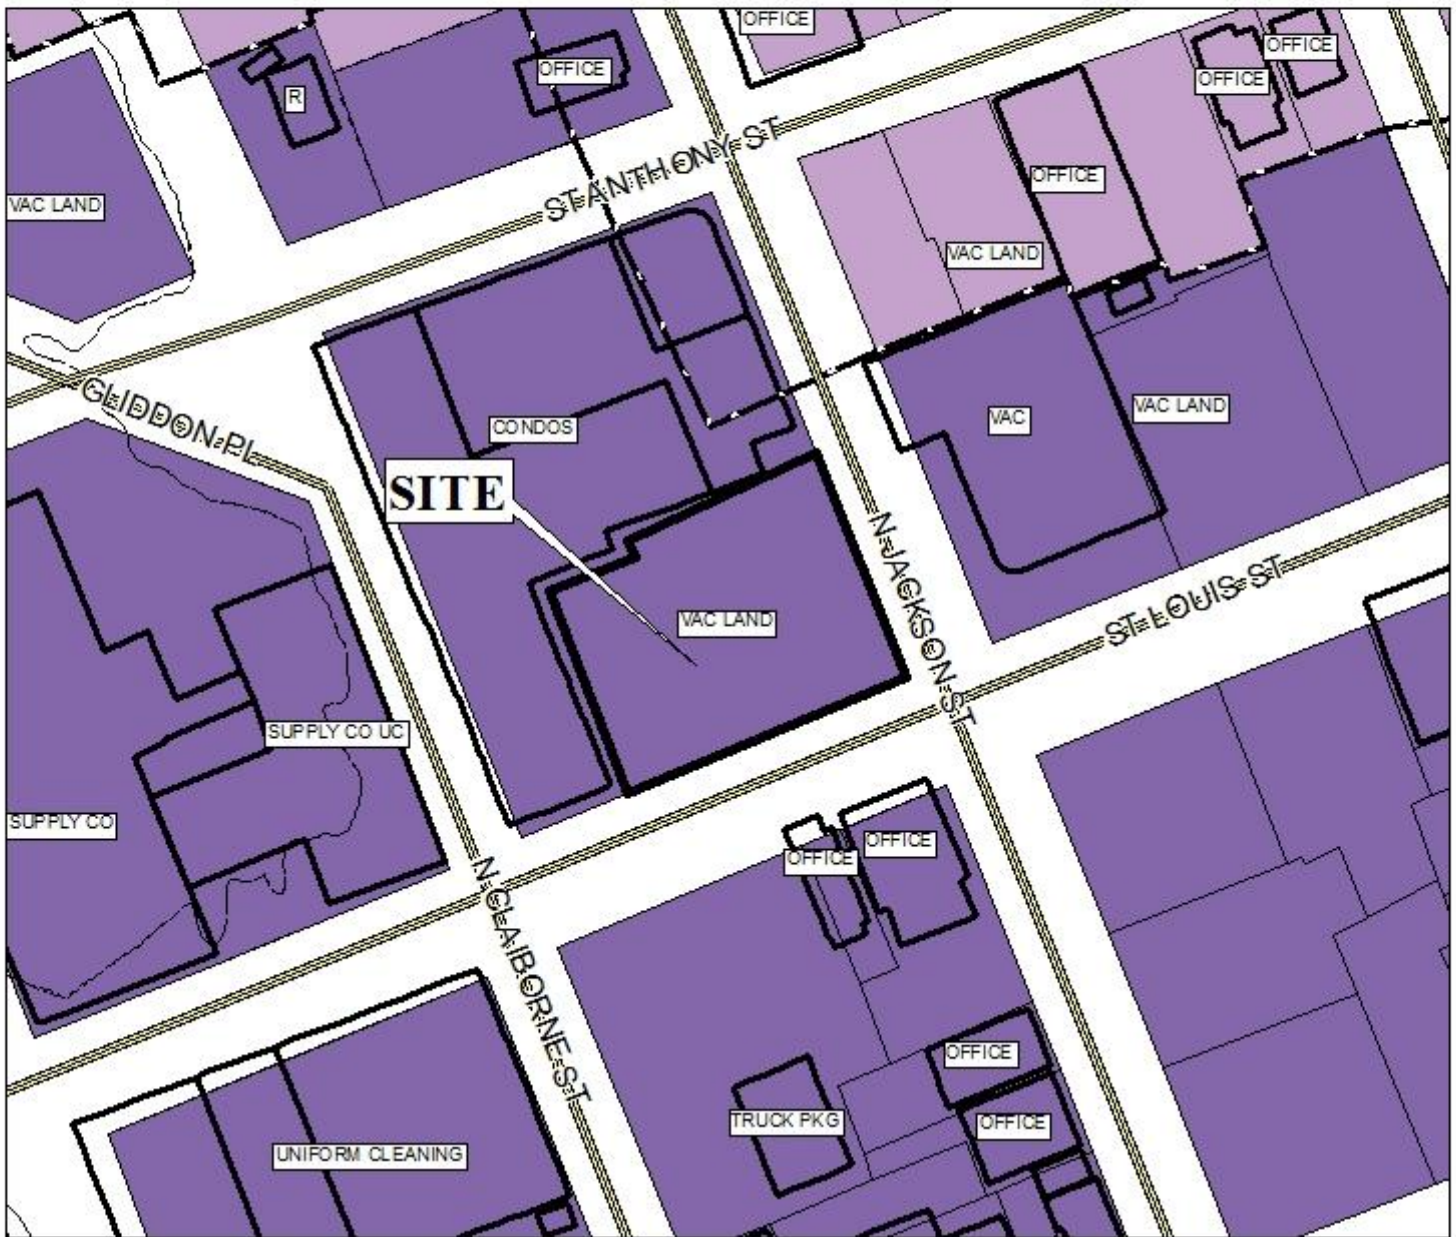 OFFICE
OFFICE
OFFICE
OFFICE
R
ST ANTHONY ST
OFFICE
VAC LAND
VAC LAND
GLIDDON PL
CONDOS
VAC
VAC LAND
SITE
N JACKSON ST
ST LOUIS ST
VAC LAND
SUPPLY CO UC
SUPPLY CO
OFFICE
OFFICE
N CLAIBORNE ST
OFFICE
TRUCK PKG
OFFICE
UNIFORM CLEANING